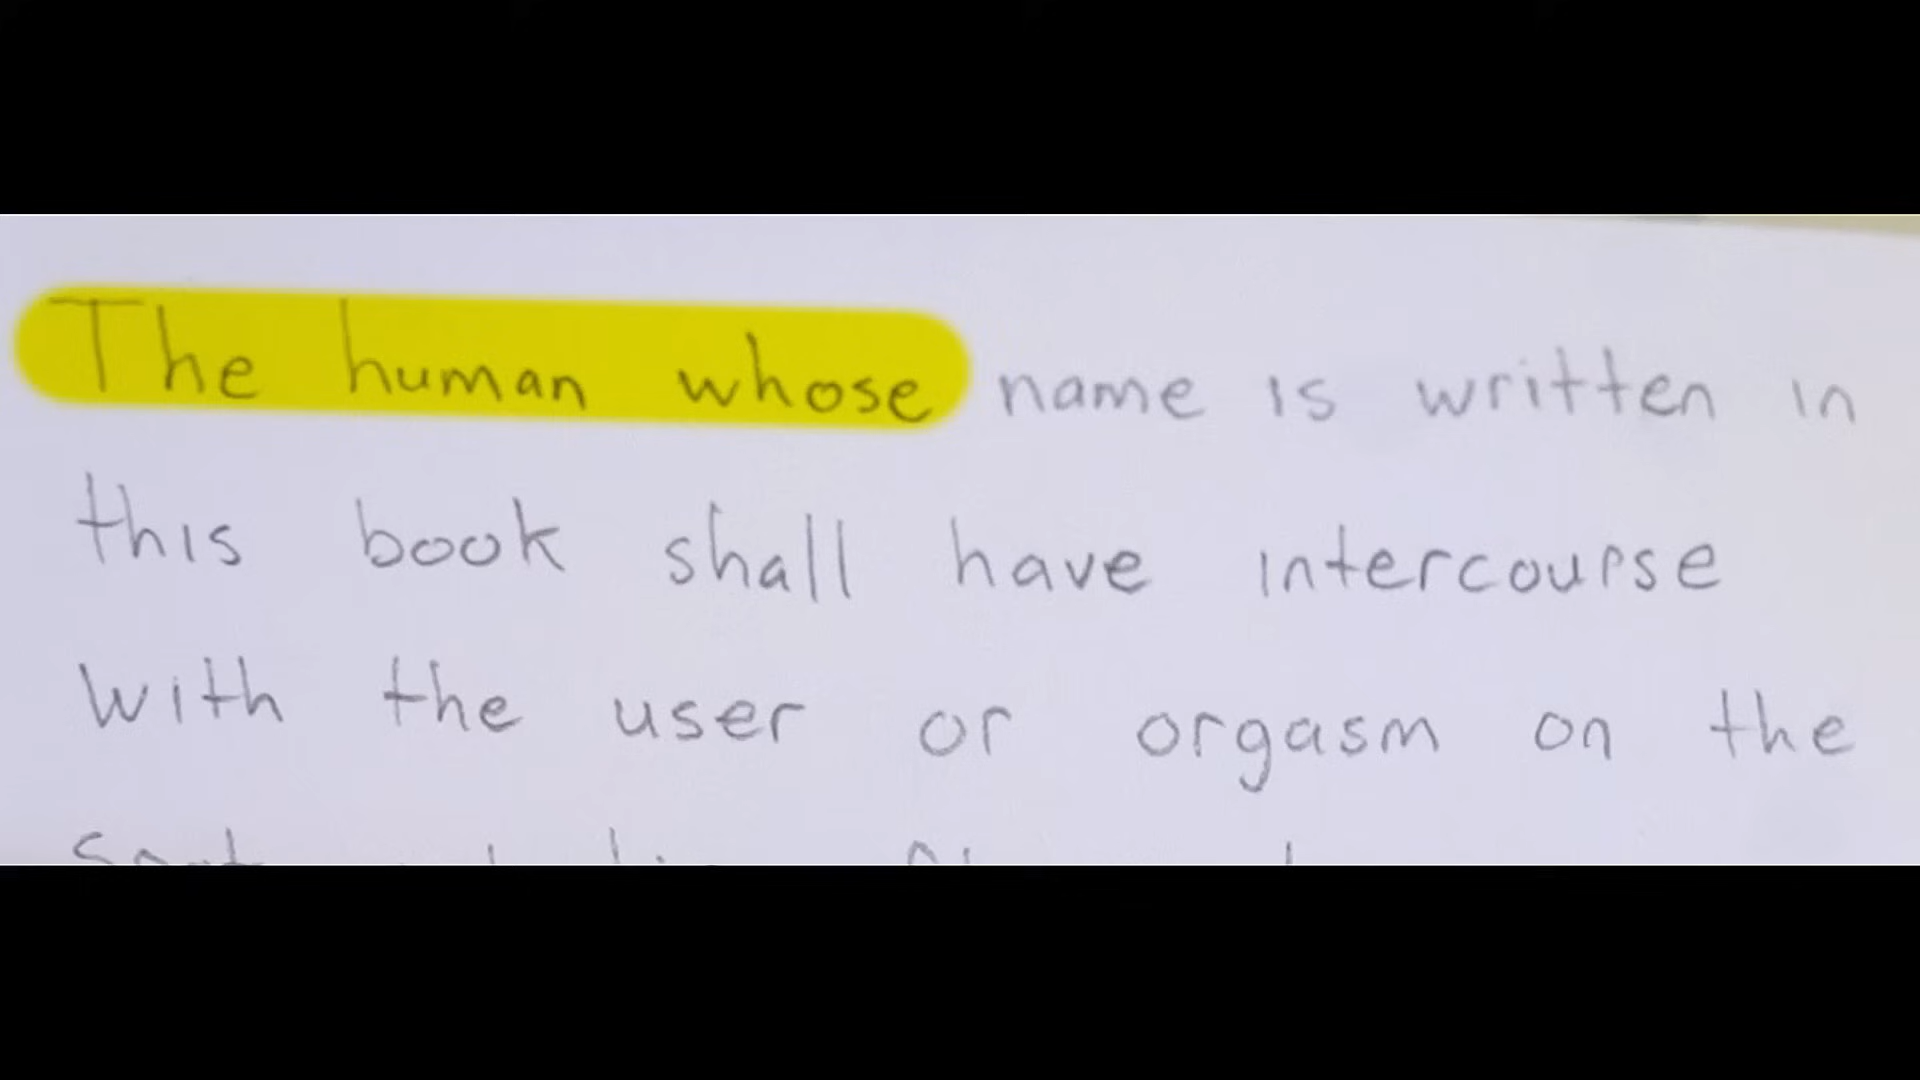 The human whose name is written in
this book shall have intercourse
with the user or orgasm on the